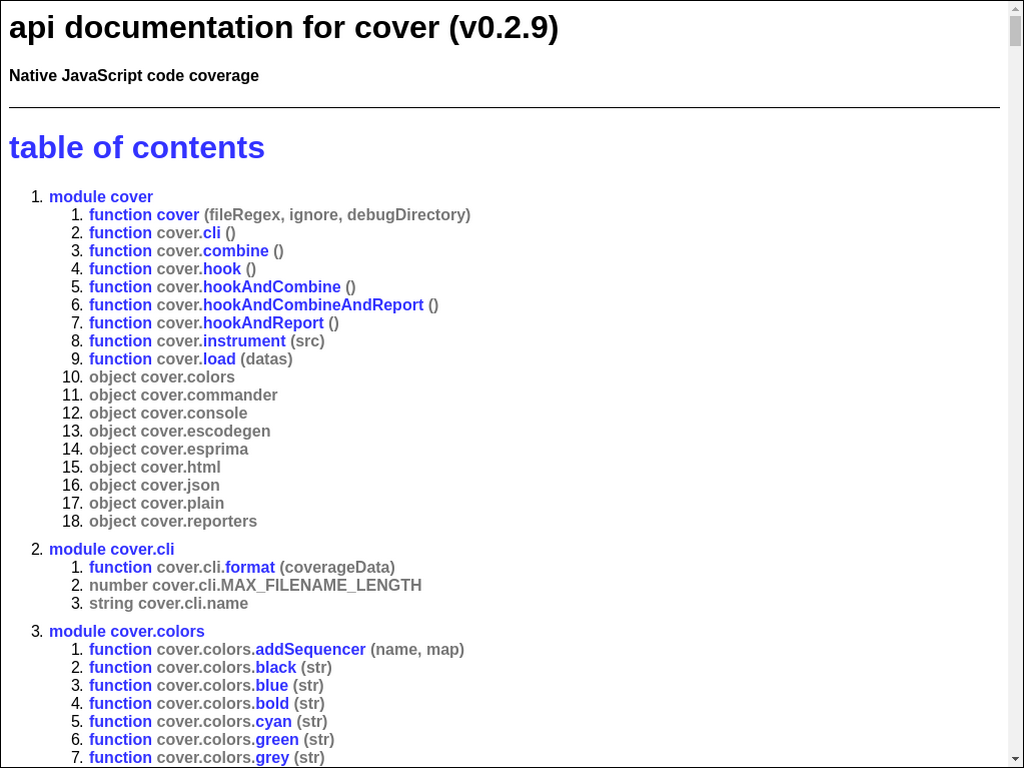 api documentation for cover (v0.2.9)
Native JavaScript code coverage
table of contents
1. module cover
1. function cover (fileRegex, ignore, debugDirectory)
2. function cover.cli ()
3. function cover.combine ()
4. function cover.hook ()
5. function cover.hookAndCombine ()
6. function cover.hookAndCombineAndReport ()
7. function cover.hookAndReport ()
8. function cover.instrument (src)
9. function cover.load (datas)
10. object cover.colors
11. object cover.commander
12. object cover.console
13. object cover.escodegen
14. object cover.esprima
15. object cover.html
16. object cover.json
17. object cover.plain
18. object cover.reporters
2. module cover.cli
1. function cover.cli.format (coverageData)
2. number cover.cli.MAX_FILENAME_LENGTH
3. string cover.cli.name
3. module cover.colors
1. function cover.colors.addSequencer (name, map)
2. function cover.colors.black (str)
3. function cover.colors.blue (str)
4. function cover.colors.bold (str)
5. function cover.colors.cyan (str)
6. function cover.colors.green (str)
7. function cover.colors.grey (str)